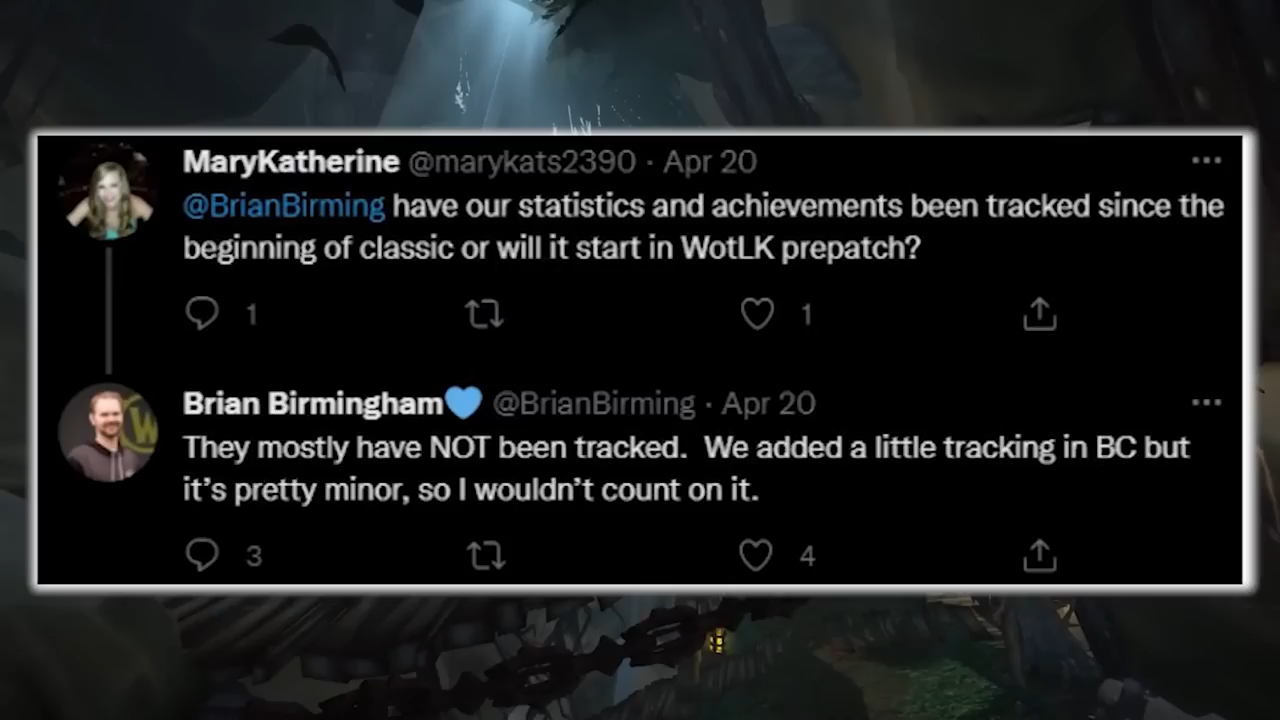 MaryKatherine @marykats2390 · Apr 20
@BrianBirming have our statistics and achievements been tracked since the
beginning of classic or will it start in WotLK prepatch?
1 1
Brian Birmingham💙 @BrianBirming · Apr 20
They mostly have NOT been tracked.  We added a little tracking in BC but
it's pretty minor, so I wouldn't count on it.
3 4